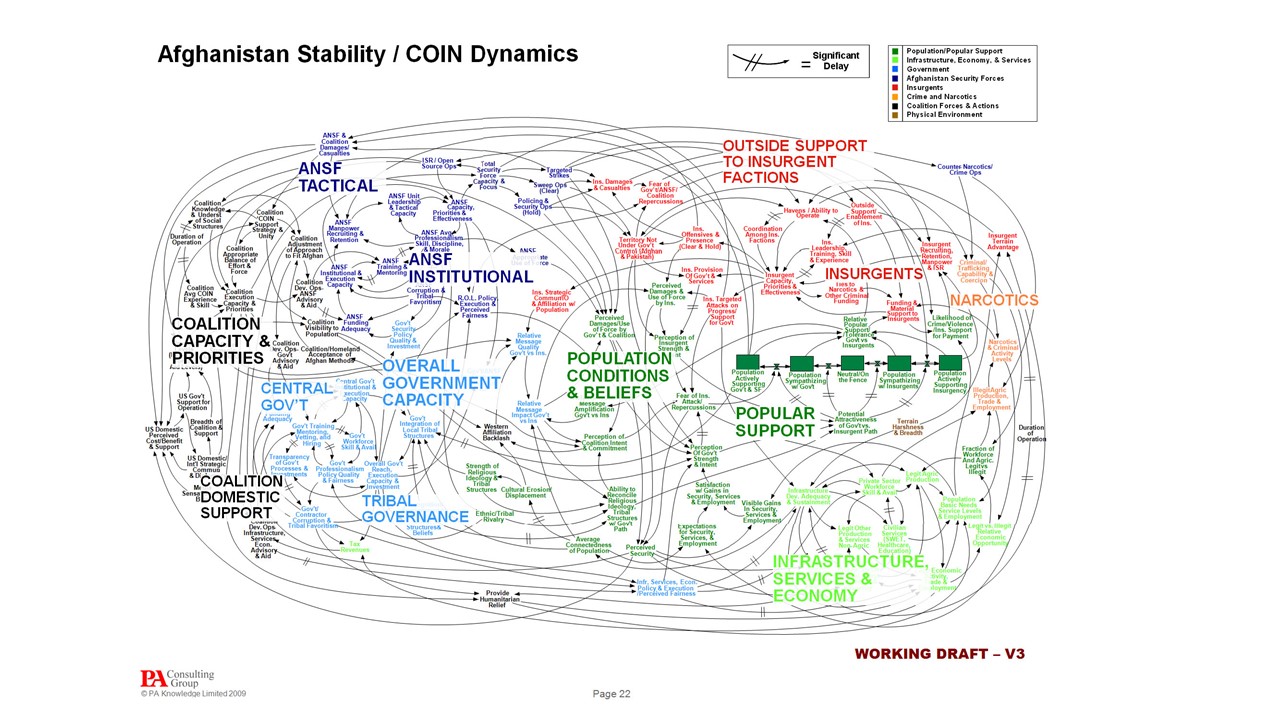 Afghanistan Stability / COIN Dynamics
= Significant
Delay
Population/Popular Support
Infrastructure, Economy, & Services
Government
Afghanistan Security Forces
Insurgents
Crime and Narcotics
Coalition Forces & Actions
Physical Environment
ANSF &
Coalition
Damages/
Casualties
ANSF
TACTICAL
ISR / Open
Source Ops
Total
Security
Force
Capacity &
Focus
Targeted
Strikes
Sweep Ops
(Clear)
Policing &
Security Ops
(Hold)
Ins. Damages
& Casualties
Fear of
Gov't/ANSF/
Coalition
Repercussions
OUTSIDE SUPPORT
TO INSURGENT
FACTIONS
Counter-Narcotics/
Crime Ops
Coalition
Knowledge
& Underst.
of Social
Structures
Coalition
COIN
Support
Strategy &
Unity
ANSF Unit
Leadership
& Tactical
Capacity
ANSF
Capacity,
Priorities &
Effectiveness
ANSF
Manpower
Recruiting &
Retention
Havens / Ability to
Operate
Outside
Support/
Enablement
of Ins.
Coordination
Among Ins.
Factions
Duration of
Operation
Coalition
Appropriate
Balance of
Effort &
Force
Coalition
Adjustment
of Approach
to Fit Afghan
ANSF Avg
Professionalism
Skill, Discipline,
& Morale
ANSF
INSTITUTIONAL
ANSF
Training &
Mentoring
ANSF
Institutional &
Execution
Capacity
Territory Not
Under Gov't
Control (Afghan
& Pakistan)
Ins.
Offensives &
Presence
(Clear & Hold)
Ins.
Leadership,
Training, Skill
& Experience
Insurgent
Recruiting,
Retention,
Manpower
& ISR
Insurgent
Terrain
Advantage
INSURGENTS
Criminal/
Trafficking
Capability &
Coercion
NARCOTICS
Ins. Provision
Of Gov't &
Services
Insurgent
Capacity,
Priorities &
Effectiveness
Ties to
Narcotics &
Other Criminal
Funding
Funding &
Material
Support to
Insurgents
Coalition
Avg COIN
Experience
& Skill
Coalition
Execution
Capacity
Priorities
Coalition
Dev. Ops-
ANSF
Advisory
& Aid
Corruption &
Tribal
Favoritism
R.O.L. Policy,
Execution &
Perceived
Fairness
Ins. Strategic
Commun/IO
& Affiliation w/
Population
Perceived
Damages &
Use of Force
by Ins.
Ins. Targeted
Attacks on
Progress/
Support
for Gov't
COALITION
CAPACITY &
PRIORITIES
Coalition
Visibility to
Population
ANSF
Funding
Adequacy
Gov't
Security
Policy
Quality &
Investment
Relative
Message
Quality
Gov't vs Ins.
Perceived
Damages/Use
of Force by
Gov't & Coalition
Perception of
Insurgent
Strength &
Relative
Popular
Support/
Tolerance
Gov't vs
Insurgents
Likelihood of
Crime/Violence
/Ins. Support
for Payment
Narcotics
& Criminal
Activity
Levels
Coalition
Dev. Ops-
Gov't
Advisory
& Aid
Coalition/Homeland
Acceptance of
Afghan Methods
OVERALL
GOVERNMENT
CAPACITY
POPULATION
CONDITIONS
& BELIEFS
Population
Actively
Supporting
Gov't & SF
Population
Sympathizing
w/ Gov't
Neutral/On
the Fence
Population
Sympathizing
w/ Insurgents
Population
Actively
Supporting
Insurgency
CENTRAL
GOV'T
Adequacy
US Gov't
Support for
Operation
Breadth of
Coalition &
Support
US Domestic
Perceived
Cost/Benefit
& Support
Gov't Training
Mentoring,
Vetting, and
Hiring
Gov't
Workforce
Skill & Avail
Gov't
Integration of
Local Tribal
Structures
Western
Affiliation
Backlash
Relative
Message
Impact Gov't
vs Ins
Message
Amplification
Gov't vs Ins
Fear of Ins.
Attack/
Repercussions
POPULAR
SUPPORT
Potential
Attractiveness
of Gov't vs.
Insurgent Path
Terrain
Harshness
& Breadth
Illegit Agric
Production,
Trade &
Employment
Duration
of
Operation
Perception of
Coalition Intent
& Commitment
Perception
Of Gov't
Strength
& Intent
Fraction of
Workforce
And Agric.
Legit vs
Illegit
US Domestic/
Int'l Strategic
Commun
Transparency
of Gov't
Processes &
Gov't
Professionalism
Policy Quality
& Fairness
Overall Gov't
Reach,
Execution
Capacity &
Investment
Strength of
Religious
Ideology &
Tribal
Structures
Cultural Erosion/
Displacement
Ethnic/Tribal
Rivalry
Ability to
Reconcile
Religious
Ideology,
Tribal
Structures
w/ Gov't
Path
Satisfaction
w/ Gains in
Security, Services
& Employment
Visible Gains
In Security,
Services &
Employment
Expectations
for Security,
Services, &
Employment
Infrastructure
Dev. Adequacy
& Sustainment
Private Sector
Workforce
Skill & Avail
Legit Agric
Production
Population
Basic Needs
Service Levels
& Employment
Legit vs. Illegit
Relative
Economic
Opportunity
COALITION
DOMESTIC
SUPPORT
TRIBAL
GOVERNANCE
Structures&
Beliefs
Gov't/
Contractor
Corruption &
Tribal Favoritism
Coalition
Dev. Ops
Infrastructure,
Services,
Econ.
Advisory
& Aid
Tax
Revenues
Average
Connectedness
of Population
Perceived
Security
Legit Other
Production
& Services
Non-Agric
Civilian
Services
(SWET,
Healthcare,
Education)
INFRASTRUCTURE,
SERVICES &
ECONOMY
Provide
Humanitarian
Relief
Infr, Services, Econ.
Policy & Execution
/Perceived Fairness
WORKING DRAFT – V3
PA Consulting
Group
© PA Knowledge Limited 2009
Page 22